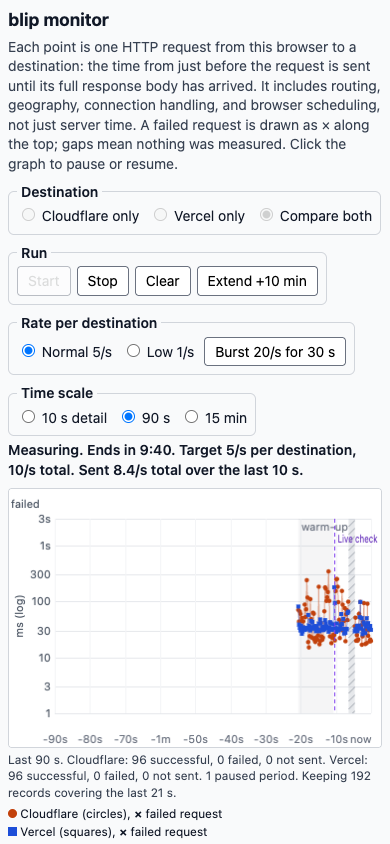 blip monitor
Each point is one HTTP request from this browser to a
destination: the time from just before the request is sent
until its full response body has arrived. It includes routing,
geography, connection handling, and browser scheduling,
not just server time. A failed request is drawn as × along
the top; gaps mean nothing was measured. Click the
graph to pause or resume.
Destination
Cloudflare only Vercel only Compare both
Run
Start Stop Clear Extend +10 min
Rate per destination
Normal 5/s Low 1/s Burst 20/s for 30 s
Time scale
10 s detail 90 s 15 min
Measuring. Ends in 9:40. Target 5/s per destination,
10/s total. Sent 8.4/s total over the last 10 s.
failed
3s
warm-up
Live check
1s
300
100
ms (log)
30
10
3
1
-90s -80s -70s -1m -50s -40s -30s -20s -10s now
Last 90 s. Cloudflare: 96 successful, 0 failed, 0 not sent. Vercel:
96 successful, 0 failed, 0 not sent. 1 paused period. Keeping 192
records covering the last 21 s.
Cloudflare (circles), × failed request
Vercel (squares), × failed request